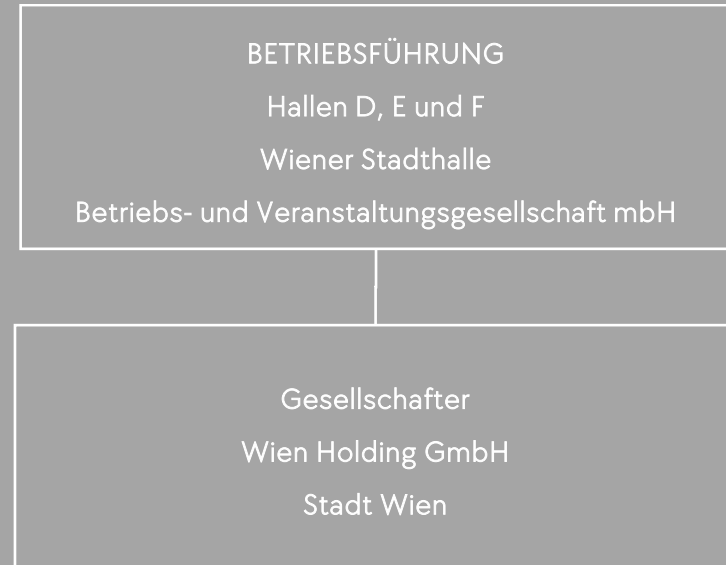 BETRIEBSFÜHRUNG
Hallen D, E und F
Wiener Stadthalle
Betriebs- und Veranstaltungsgesellschaft mbH
Gesellschafter
Wien Holding GmbH
Stadt Wien